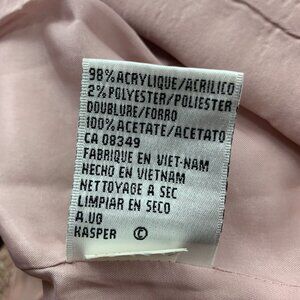 98% ACRYLIQUE/ACRILICO
2% POLYESTER/POLIESTER
DOUBLURE/FORRO
100% ACETATE/ACETATO
CA 08349
FABRIQUE EN VIET-NAM
HECHO EN VIETNAM
NETTOYAGE A SEC
LIMPIAR EN SECO
A.UG
KASPER ©